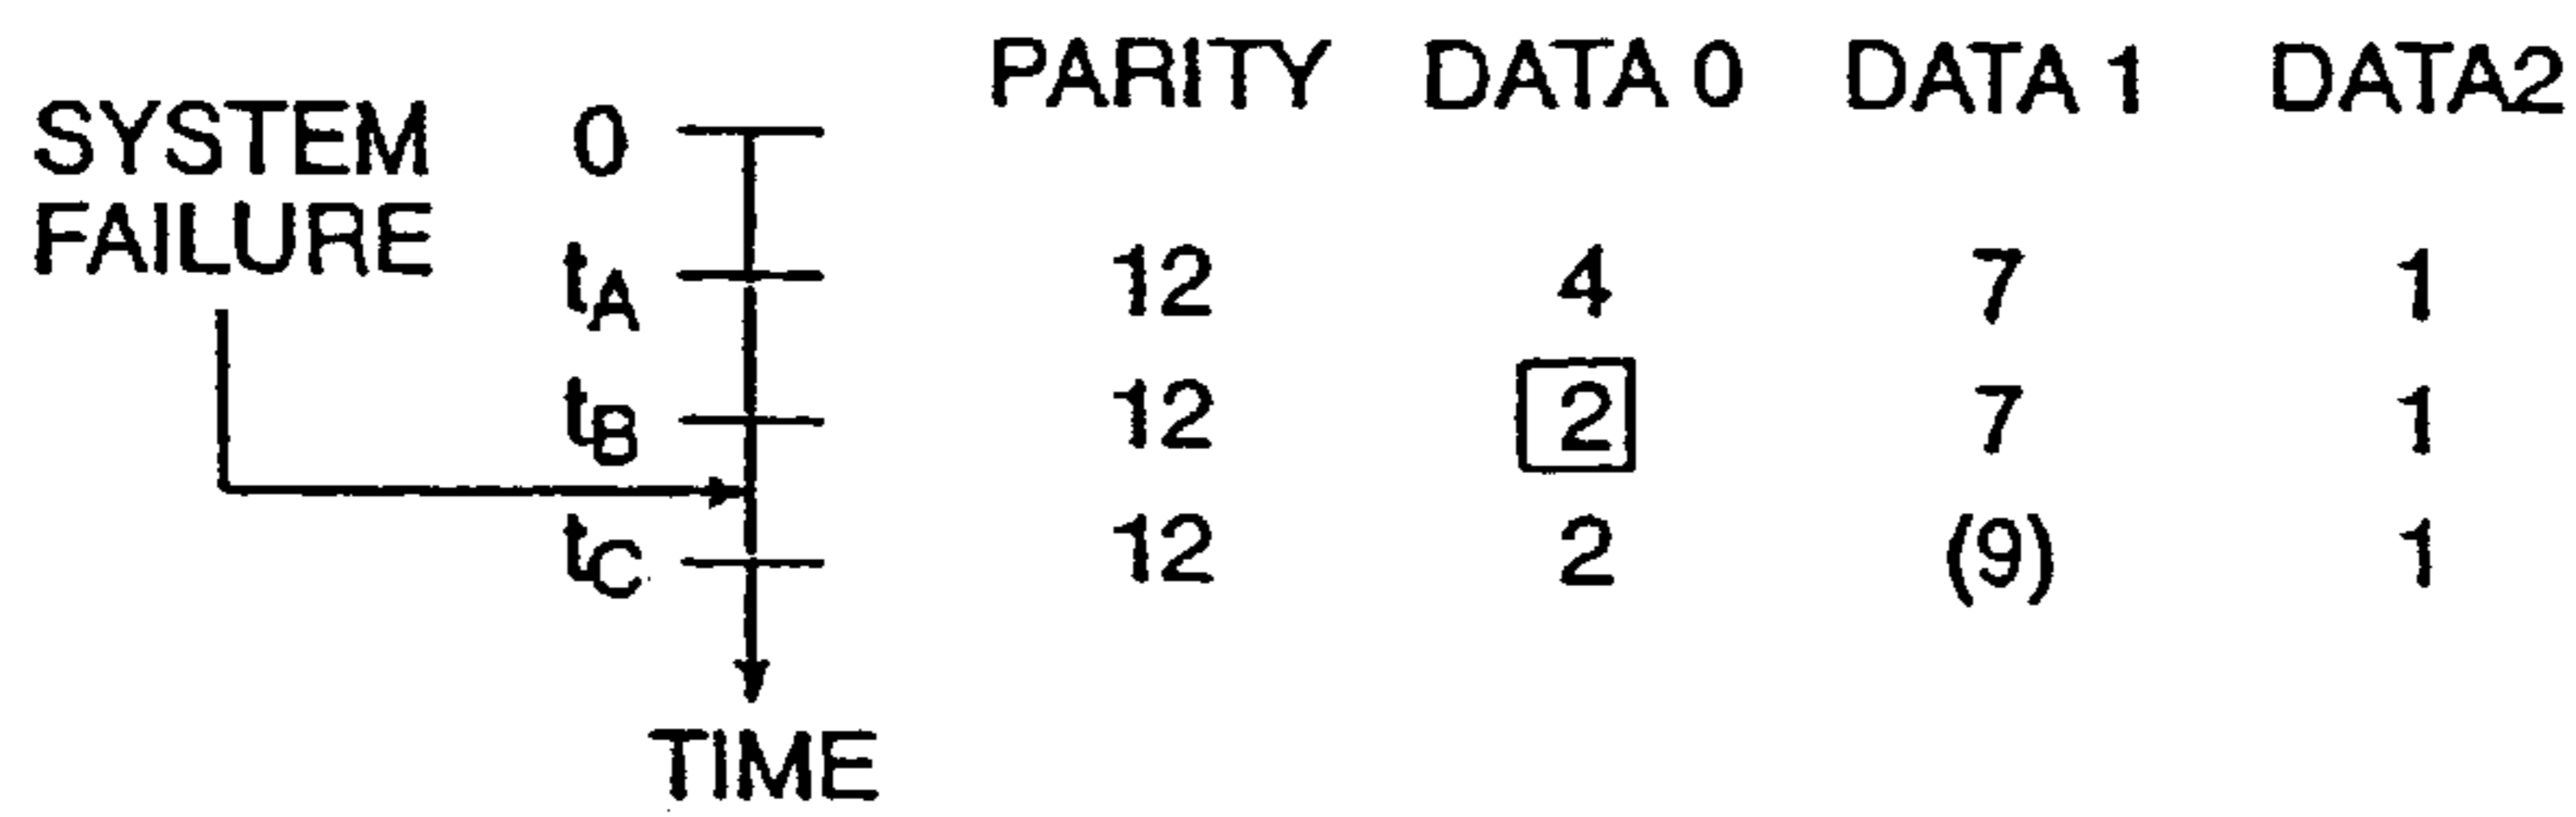 PARITY DATA 0 DATA 1 DATA2
SYSTEM FAILURE
0
tA 12 4 7 1
tB 12 2 7 1
tC 12 2 (9) 1
TIME